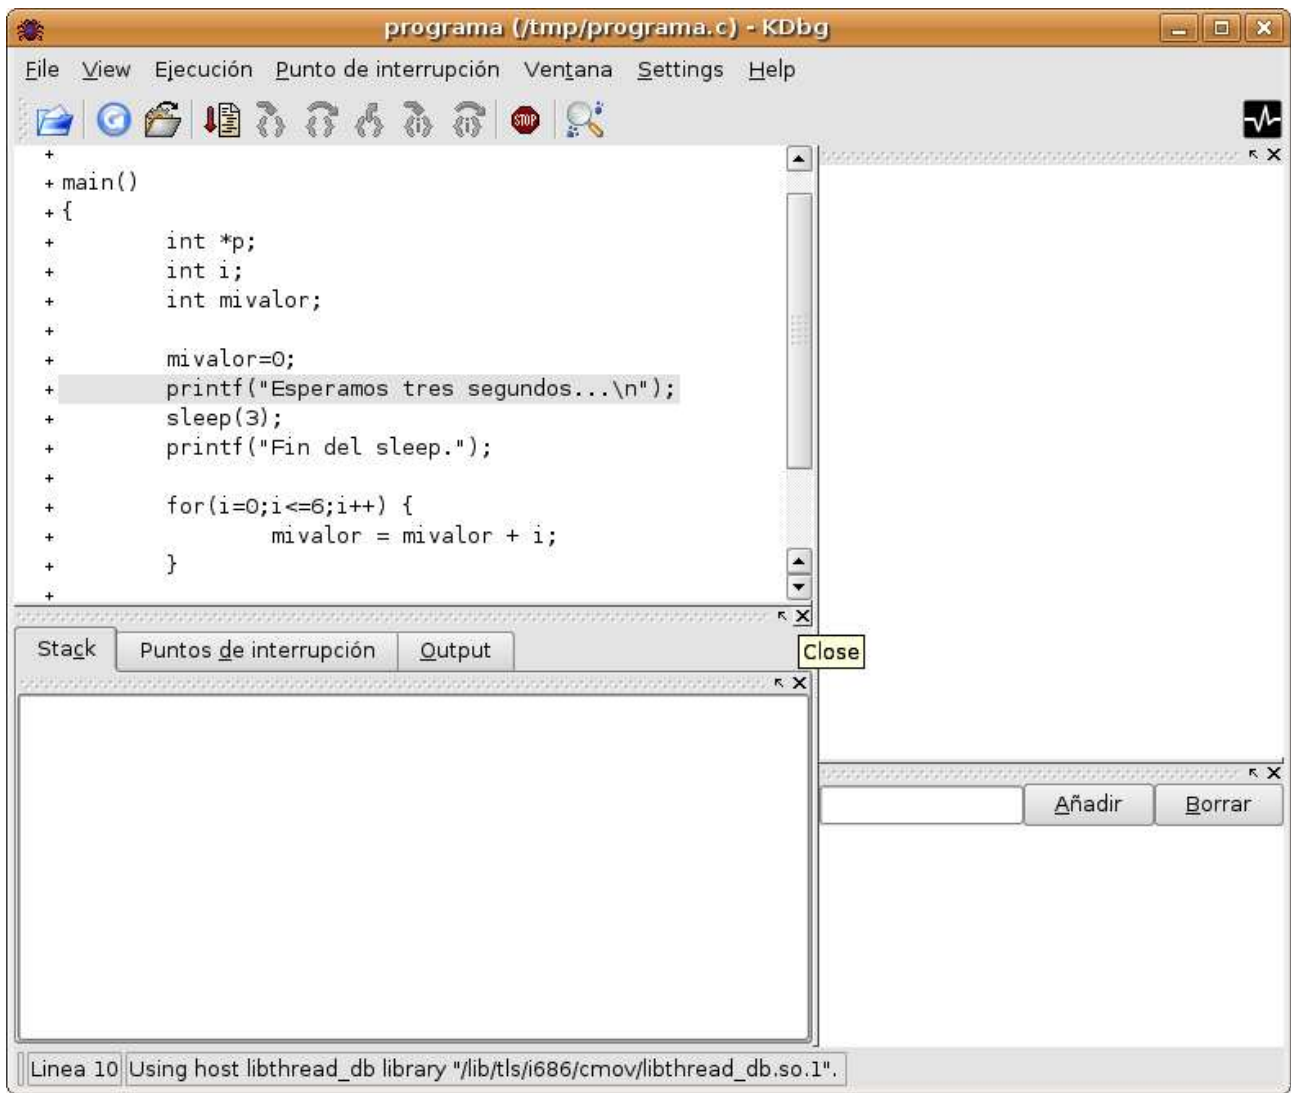 programa (/tmp/programa.c) - KDbg
File View Ejecución Punto de interrupción Ventana Settings Help
STOP
+
+ main()
+ {
+ int *p;
+ int i;
+ int mivalor;
+
+ mivalor=0;
+ printf("Esperamos tres segundos...\n");
+ sleep(3);
+ printf("Fin del sleep.");
+
+ for(i=0;i<=6;i++) {
+ mivalor = mivalor + i;
+ }
+
Stack Puntos de interrupción Output
Close
Añadir Borrar
Linea 10 Using host libthread_db library "/lib/tls/i686/cmov/libthread_db.so.1".